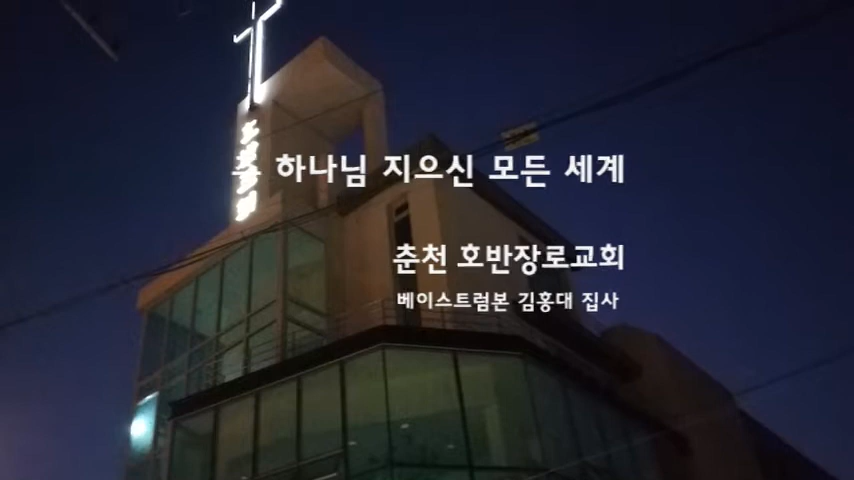 주 하나님 지으신 모든 세계
춘천 호반장로교회
베이스트럼본 김홍대 집사